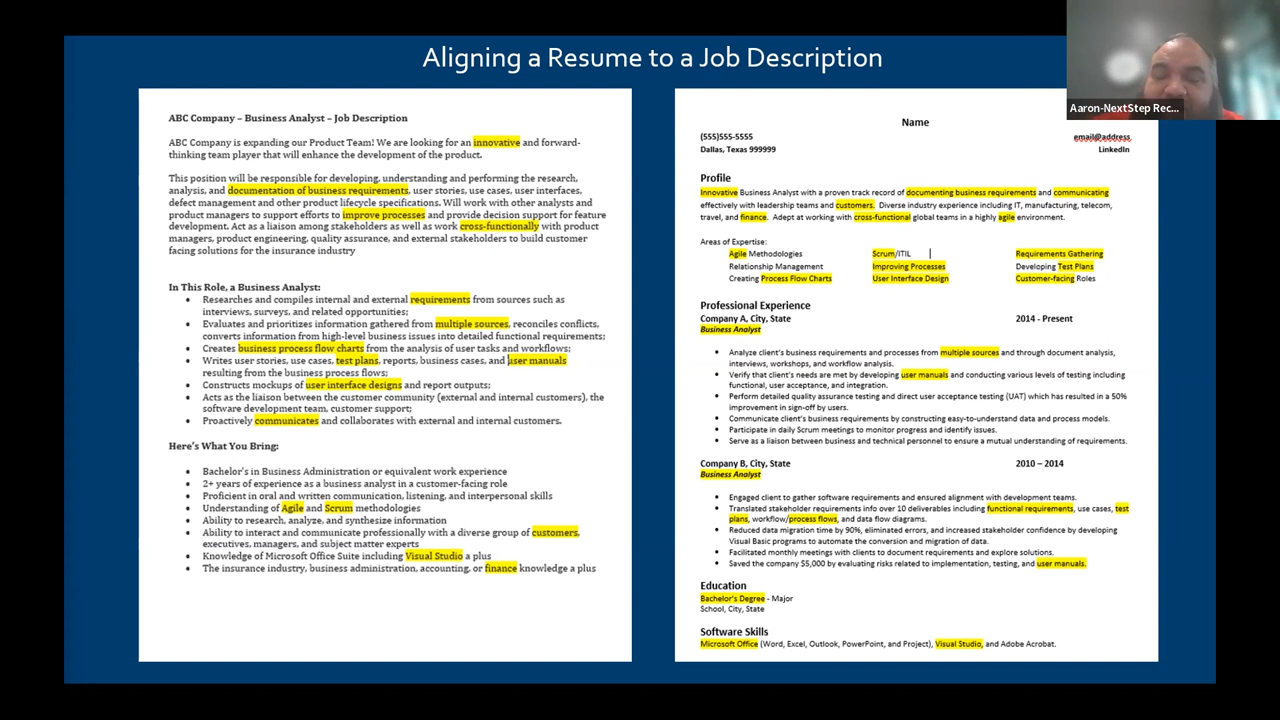 Aligning a Resume to a Job Description
Aaron-NextStep Rec...
ABC Company – Business Analyst – Job Description
ABC Company is expanding our Product Team! We are looking for an innovative and forward-
thinking team player that will enhance the development of the product.
This position will be responsible for developing, understanding and performing the research,
analysis, and documentation of business requirements, user stories, use cases, user interfaces,
defect management and other product lifecycle specifications. Will work with other analysts and
product managers to support efforts to improve processes and provide decision support for feature
development. Act as a liaison among stakeholders as well as work cross-functionally with product
managers, product engineering, quality assurance, and external stakeholders to build customer
facing solutions for the insurance industry
In This Role, a Business Analyst:
• Researches and compiles internal and external requirements from sources such as
interviews, surveys, and related opportunities;
• Evaluates and prioritizes information gathered from multiple sources, reconciles conflicts,
converts information from high-level business issues into detailed functional requirements;
• Creates business process flow charts from the analysis of user tasks and workflows;
• Writes user stories, use cases, test plans, reports, business cases, and user manuals
resulting from the business process flows;
• Constructs mockups of user interface designs and report outputs;
• Acts as the liaison between the customer community (external and internal customers), the
software development team, customer support;
• Proactively communicates and collaborates with external and internal customers.
Here's What You Bring:
• Bachelor's in Business Administration or equivalent work experience
• 2+ years of experience as a business analyst in a customer-facing role
• Proficient in oral and written communication, listening, and interpersonal skills
• Understanding of Agile and Scrum methodologies
• Ability to research, analyze, and synthesize information
• Ability to interact and communicate professionally with a diverse group of customers,
executives, managers, and subject matter experts
• Knowledge of Microsoft Office Suite including Visual Studio a plus
• The insurance industry, business administration, accounting, or finance knowledge a plus
Name
(555)555-5555 email@address
Dallas, Texas 999999 LinkedIn
Profile
Innovative Business Analyst with a proven track record of documenting business requirements and communicating
effectively with leadership teams and customers. Diverse industry experience including IT, manufacturing, telecom,
travel, and finance. Adept at working with cross-functional global teams in a highly agile environment.
Areas of Expertise:
Agile Methodologies Scrum/ITIL Requirements Gathering
Relationship Management Improving Processes Developing Test Plans
Creating Process Flow Charts User Interface Design Customer-facing Roles
Professional Experience
Company A, City, State 2014 - Present
Business Analyst
• Analyze client's business requirements and processes from multiple sources and through document analysis,
interviews, workshops, and workflow analysis.
• Verify that client's needs are met by developing user manuals and conducting various levels of testing including
functional, user acceptance, and integration.
• Perform detailed quality assurance testing and direct user acceptance testing (UAT) which has resulted in a 50%
improvement in sign-off by users.
• Communicate client's business requirements by constructing easy-to-understand data and process models.
• Participate in daily Scrum meetings to monitor progress and identify issues.
• Serve as a liaison between business and technical personnel to ensure a mutual understanding of requirements.
Company B, City, State 2010 – 2014
Business Analyst
• Engaged client to gather software requirements and ensured alignment with development teams.
• Translated stakeholder requirements info over 10 deliverables including functional requirements, use cases, test
plans, workflow/process flows, and data flow diagrams.
• Reduced data migration time by 90%, eliminated errors, and increased stakeholder confidence by developing
Visual Basic programs to automate the conversion and migration of data.
• Facilitated monthly meetings with clients to document requirements and explore solutions.
• Saved the company $5,000 by evaluating risks related to implementation, testing, and user manuals.
Education
Bachelor's Degree - Major
School, City, State
Software Skills
Microsoft Office (Word, Excel, Outlook, PowerPoint, and Project), Visual Studio, and Adobe Acrobat.